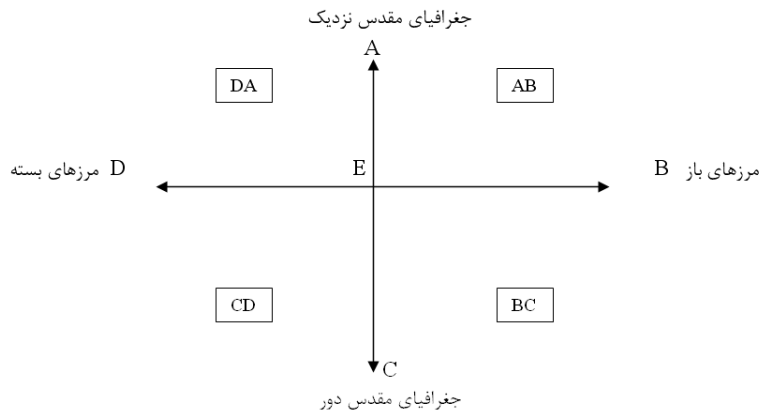 جغرافیای مقدس نزدیک
A
DA
AB
مرزهای بسته D
E
B مرزهای باز
CD
BC
C
جغرافیای مقدس دور